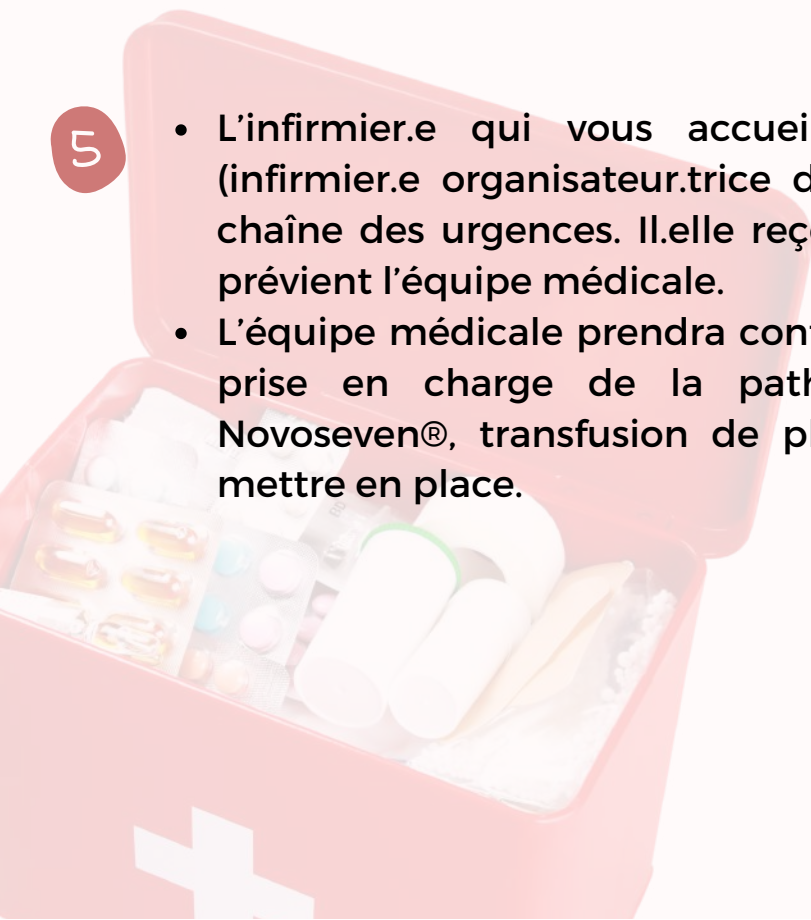 5
• L’infirmier.e qui vous accuei
(infirmier.e organisateur.trice d
chaîne des urgences. Il.elle reç
prévient l’équipe médicale.
• L’équipe médicale prendra con
prise en charge de la path
Novoseven®, transfusion de pl
mettre en place.